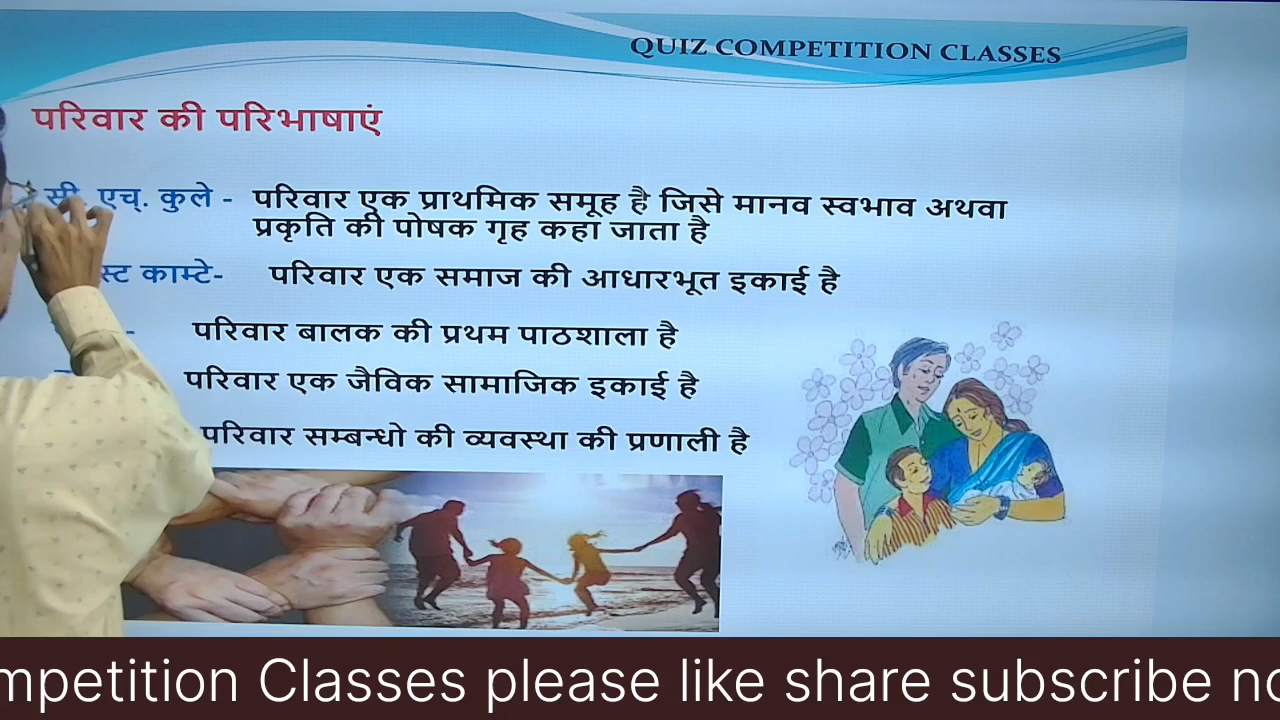 QUIZ COMPETITION CLASSES
परिवार की परिभाषाएं
सी. एच्. कुले - परिवार एक प्राथमिक समूह है जिसे मानव स्वभाव अथवा
प्रकृति की पोषक गृह कहा जाता है
स्ट काम्टे- परिवार एक समाज की आधारभूत इकाई है
- परिवार बालक की प्रथम पाठशाला है
परिवार एक जैविक सामाजिक इकाई है
परिवार सम्बन्धो की व्यवस्था की प्रणाली है
mpetition Classes please like share subscribe no